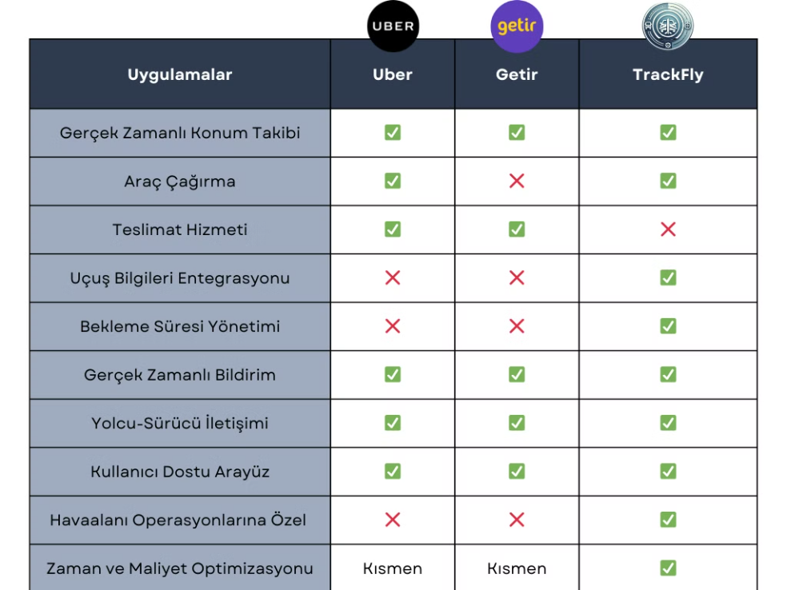 UBER getir
Uygulamalar Uber Getir TrackFly
Gerçek Zamanlı Konum Takibi ✅ ✅ ✅
Araç Çağırma ✅ ❌ ✅
Teslimat Hizmeti ✅ ✅ ❌
Uçuş Bilgileri Entegrasyonu ❌ ❌ ✅
Bekleme Süresi Yönetimi ❌ ❌ ✅
Gerçek Zamanlı Bildirim ✅ ✅ ✅
Yolcu-Sürücü İletişimi ✅ ✅ ✅
Kullanıcı Dostu Arayüz ✅ ✅ ✅
Havaalanı Operasyonlarına Özel ❌ ❌ ✅
Zaman ve Maliyet Optimizasyonu Kısmen Kısmen ✅